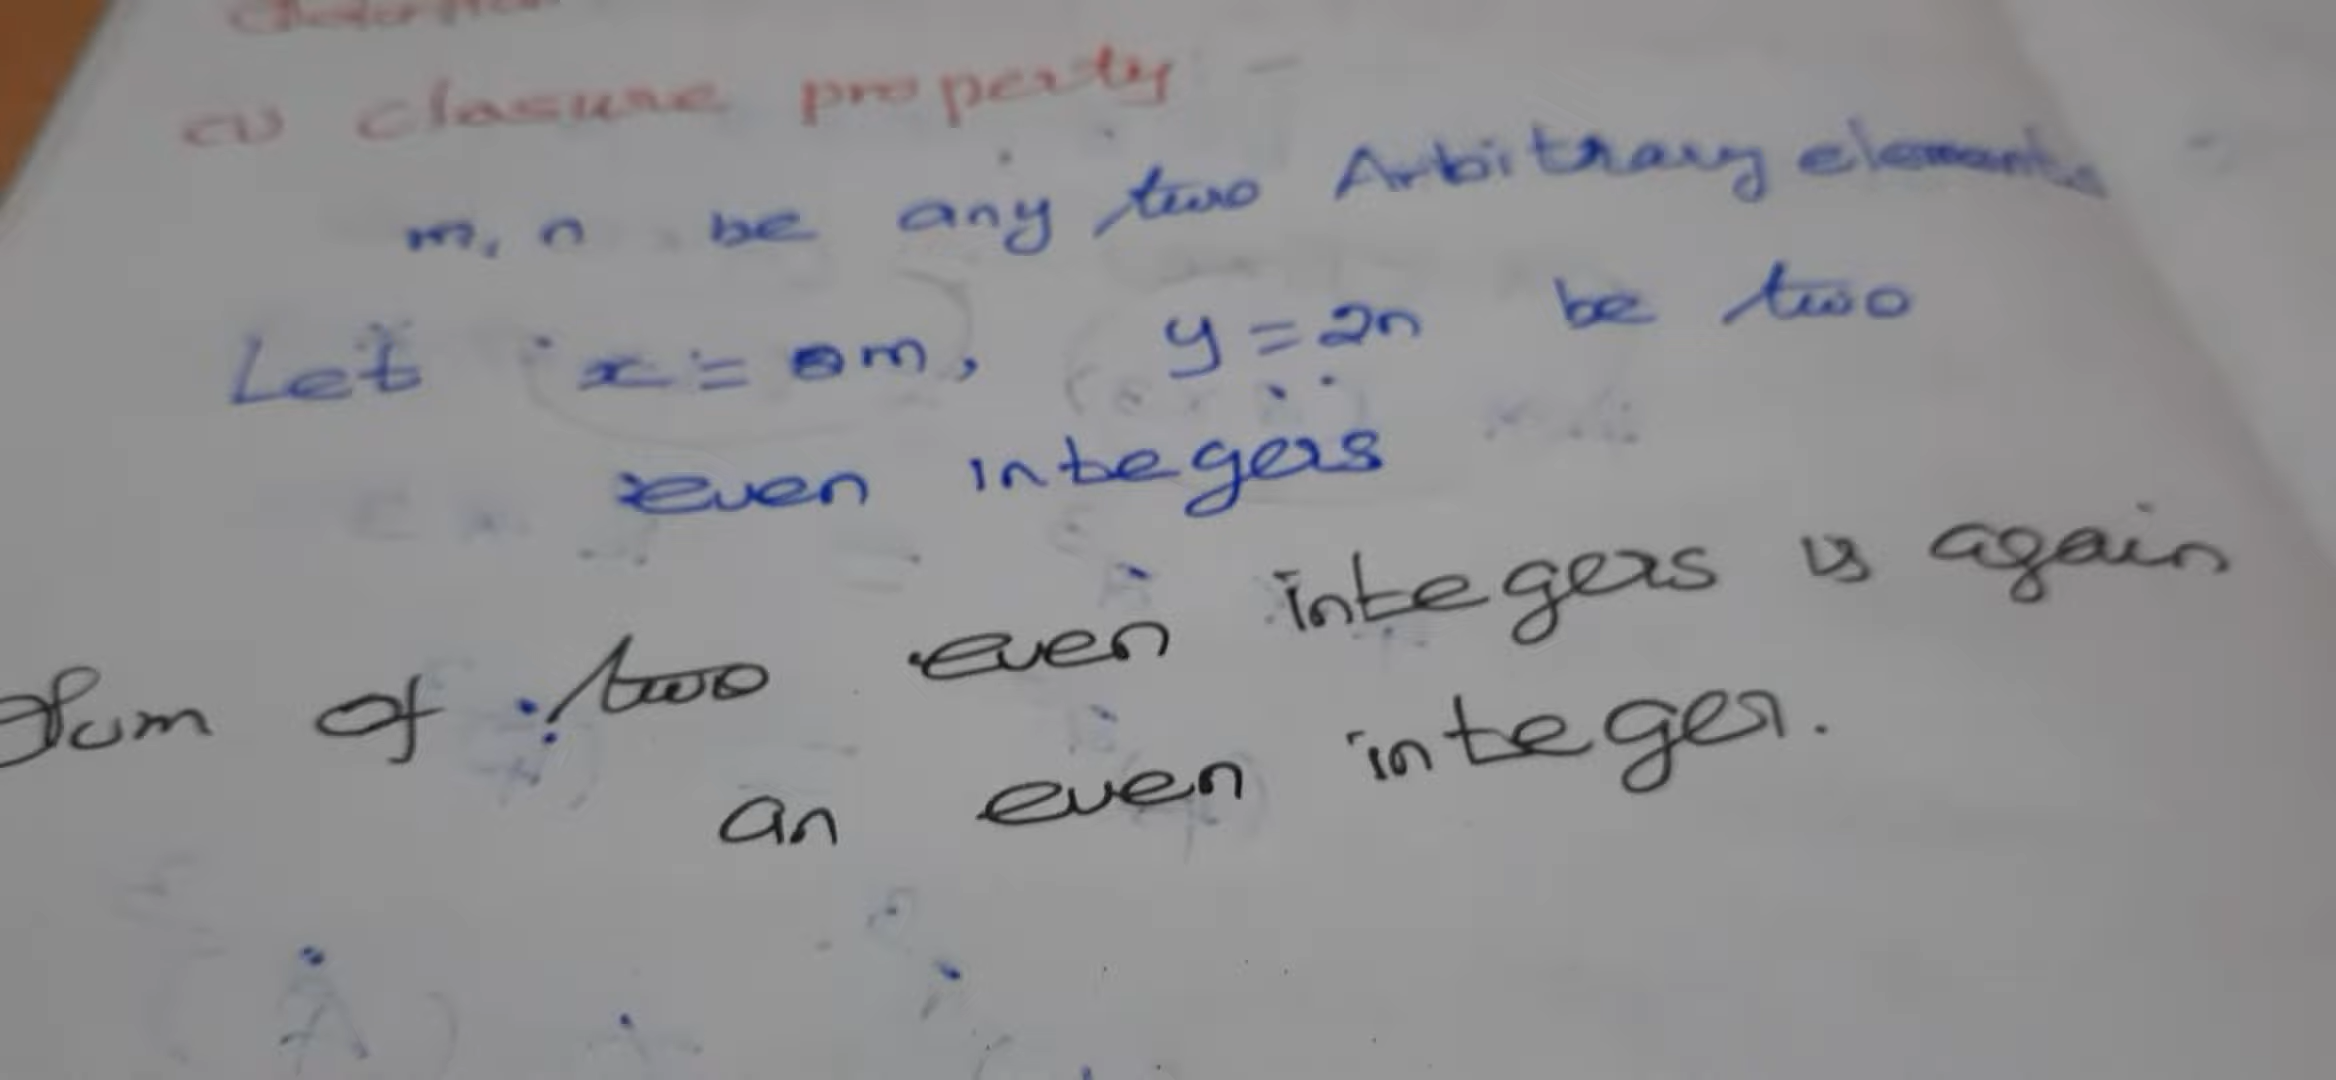 (1) closure property -
m, n be any two Arbitrary elements
Let x = 2m, y = 2n be two
even integers
Sum of two even integers is again
an even integer.